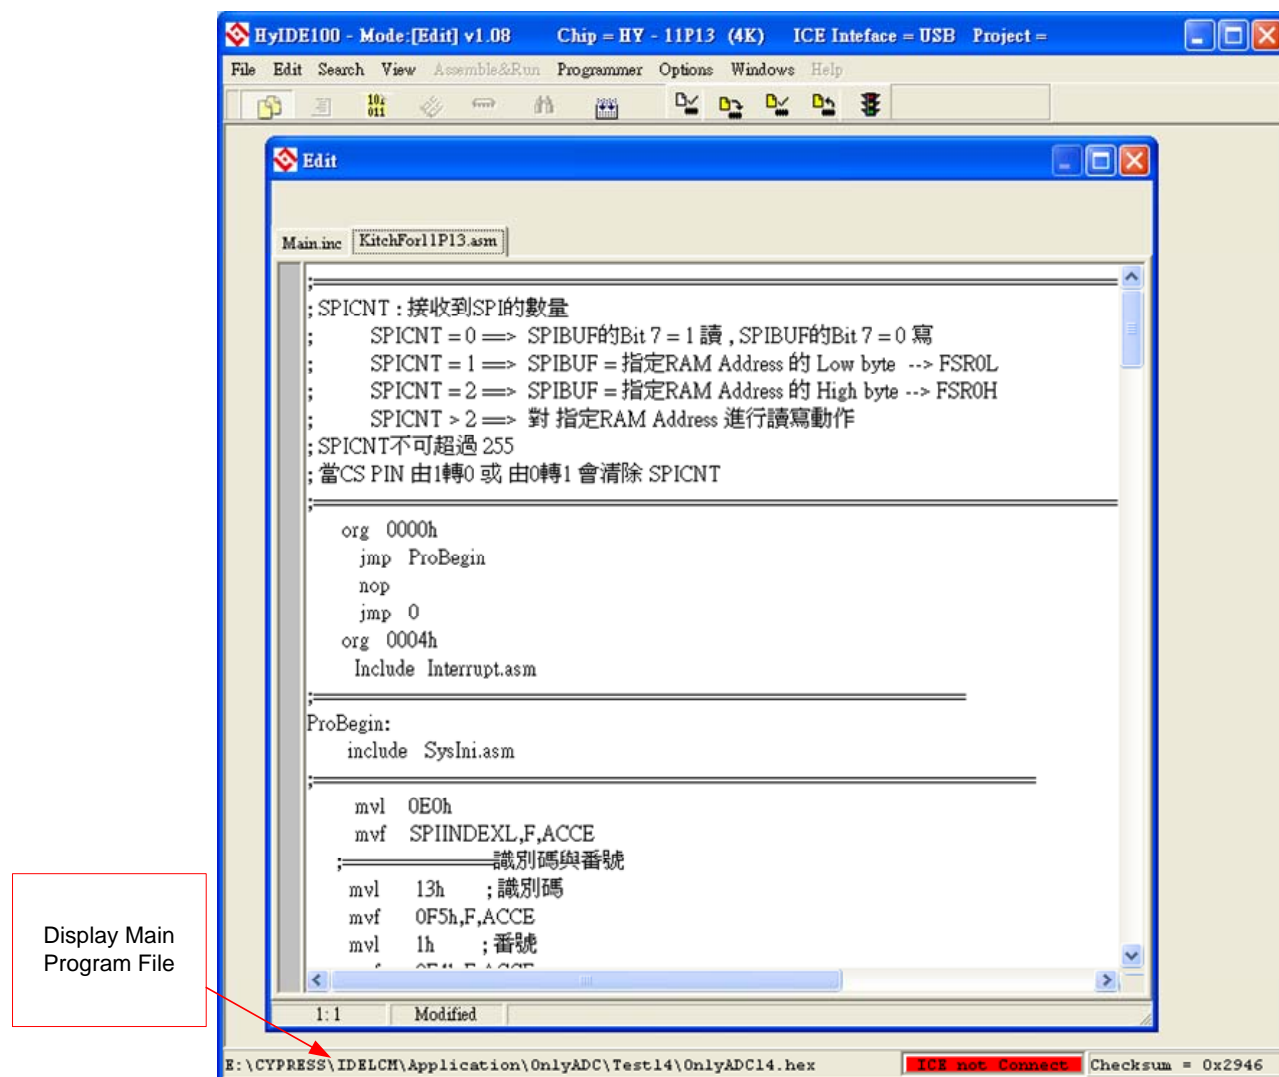 HyIDE100 - Mode:[Edit] v1.08 Chip = HY - 11P13 (4K) ICE Inteface = USB Project =
File Edit Search View Assemble&Run Programmer Options Windows Help
Edit
Main.inc KitchFor11P13.asm
;
; SPICNT : 接收到SPI的數量
; SPICNT = 0 ==> SPIBUF的Bit 7 = 1 讀 , SPIBUF的Bit 7 = 0 寫
; SPICNT = 1 ==> SPIBUF = 指定RAM Address 的 Low byte --> FSR0L
; SPICNT = 2 ==> SPIBUF = 指定RAM Address 的 High byte --> FSR0H
; SPICNT > 2 ==> 對 指定RAM Address 進行讀寫動作
; SPICNT不可超過 255
; 當CS PIN 由1轉0 或 由0轉1 會清除 SPICNT
;
org 0000h
jmp ProBegin
nop
jmp 0
org 0004h
Include Interrupt.asm
;
ProBegin:
include SysIni.asm
;
mvl 0E0h
mvf SPIINDEXL,F,ACCE
; 識別碼與番號
mvl 13h ; 識別碼
mvf 0F5h,F,ACCE
mvl 1h ; 番號
1: 1 Modified
Display Main
Program File
E:\CYPRESS\IDELCM\Application\OnlyADC\Test14\OnlyADC14.hex ICE not Connect Checksum = 0x2946